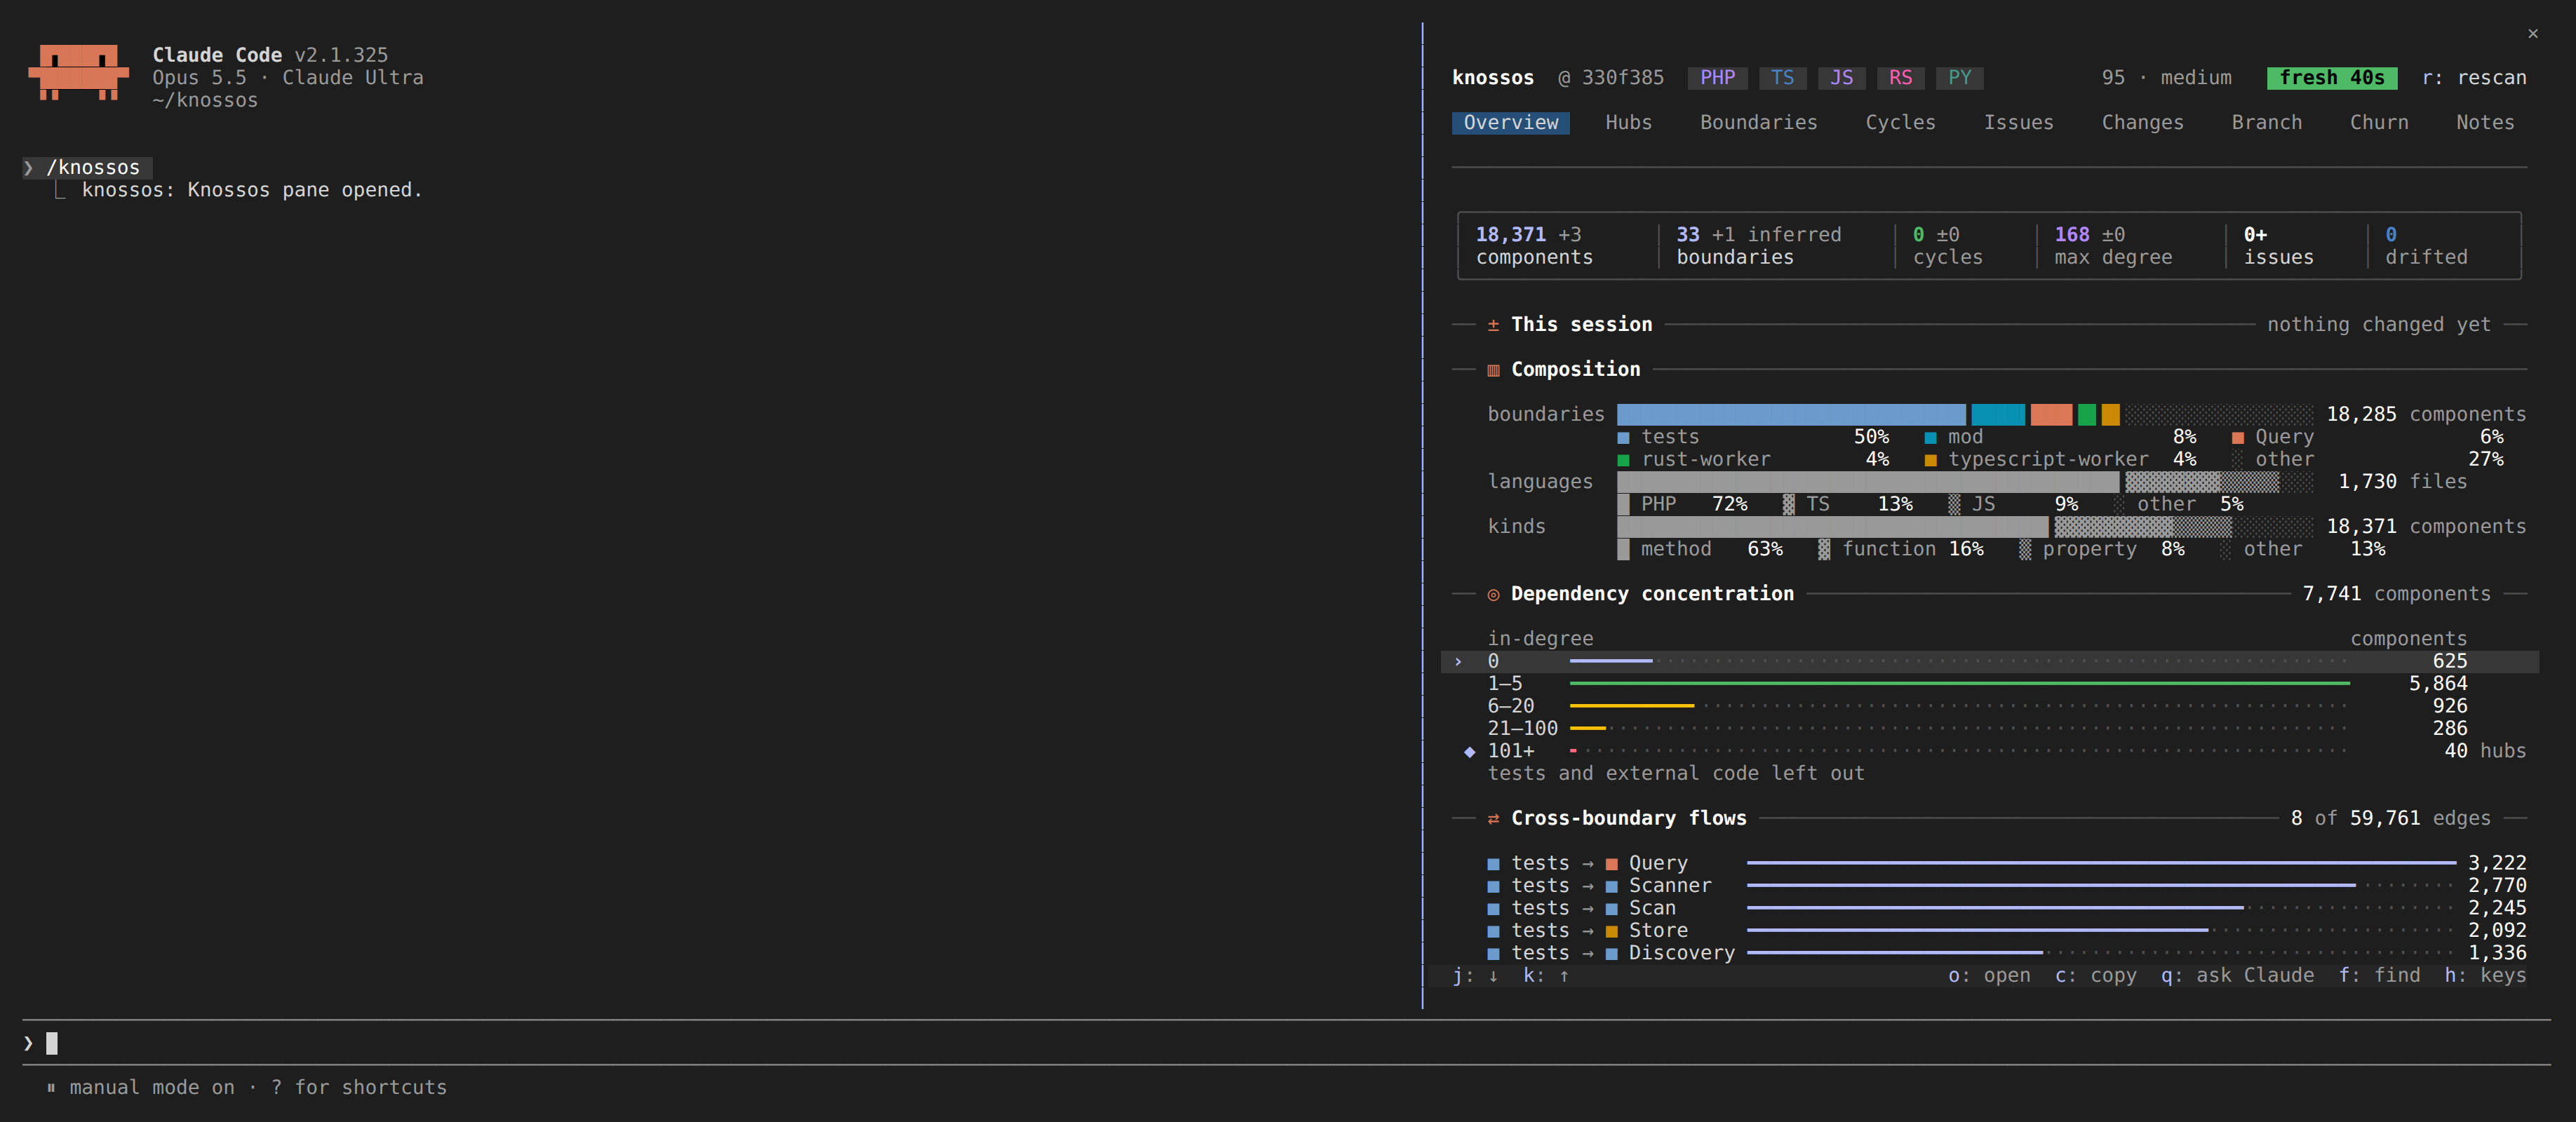 Claude Code v2.1.325
Opus 5.5 · Claude Ultra
~/knossos
❯ /knossos
⎿ knossos: Knossos pane opened.
×
knossos @ 330f385 PHP TS JS RS PY 95 · medium fresh 40s r: rescan
Overview Hubs Boundaries Cycles Issues Changes Branch Churn Notes
18,371 +3 │ 33 +1 inferred │ 0 ±0 │ 168 ±0 │ 0+ │ 0
components │ boundaries │ cycles │ max degree │ issues │ drifted
± This session nothing changed yet
▥ Composition
boundaries 18,285 components
■ tests 50% ■ mod 8% ■ Query 6%
■ rust-worker 4% ■ typescript-worker 4% ░ other 27%
languages 1,730 files
█ PHP 72% ▓ TS 13% ▒ JS 9% ░ other 5%
kinds 18,371 components
█ method 63% ▓ function 16% ▒ property 8% ░ other 13%
◎ Dependency concentration 7,741 components
in-degree components
› 0 625
1–5 5,864
6–20 926
21–100 286
◆ 101+ 40 hubs
tests and external code left out
⇄ Cross-boundary flows 8 of 59,761 edges
■ tests → ■ Query 3,222
■ tests → ■ Scanner 2,770
■ tests → ■ Scan 2,245
■ tests → ■ Store 2,092
■ tests → ■ Discovery 1,336
j: ↓ k: ↑ o: open c: copy q: ask Claude f: find h: keys
❯
⏸ manual mode on · ? for shortcuts